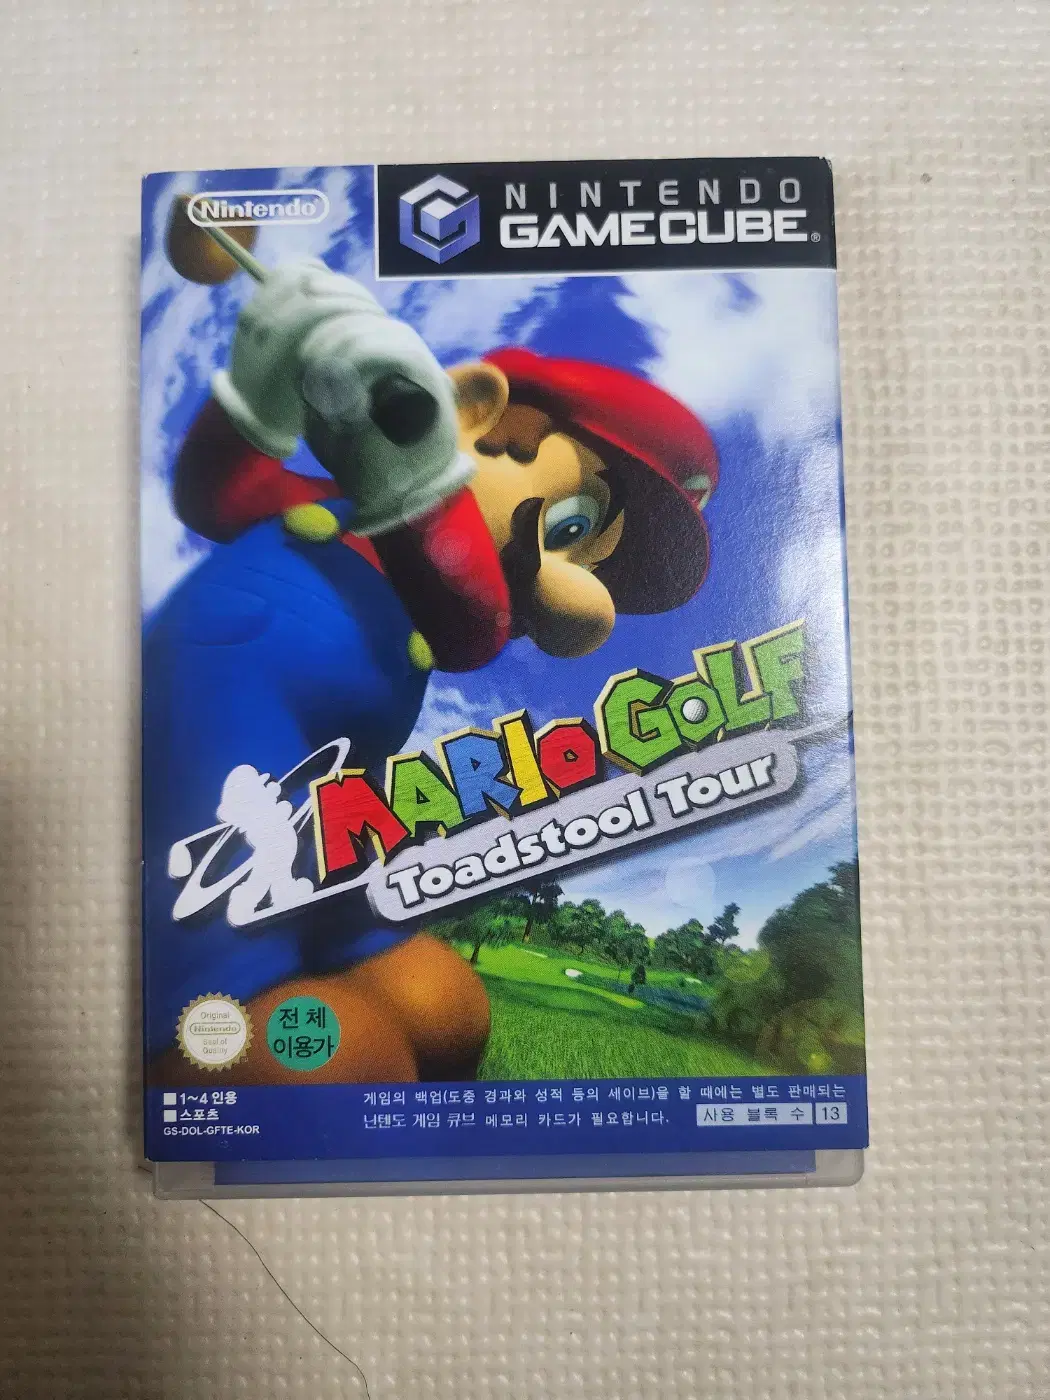 Nintendo
NINTENDO
GAMECUBE®
MARIO GOLF
Toadstool Tour
Original
Nintendo
Seal of
Quality
전체
이용가
1~4 인용
스포츠
GS-DOL-GFTE-KOR
게임의 백업(도중 경과와 성적 등의 세이브)을 할 때에는 별도 판매되는
닌텐도 게임 큐브 메모리 카드가 필요합니다.
사용 블록 수 13